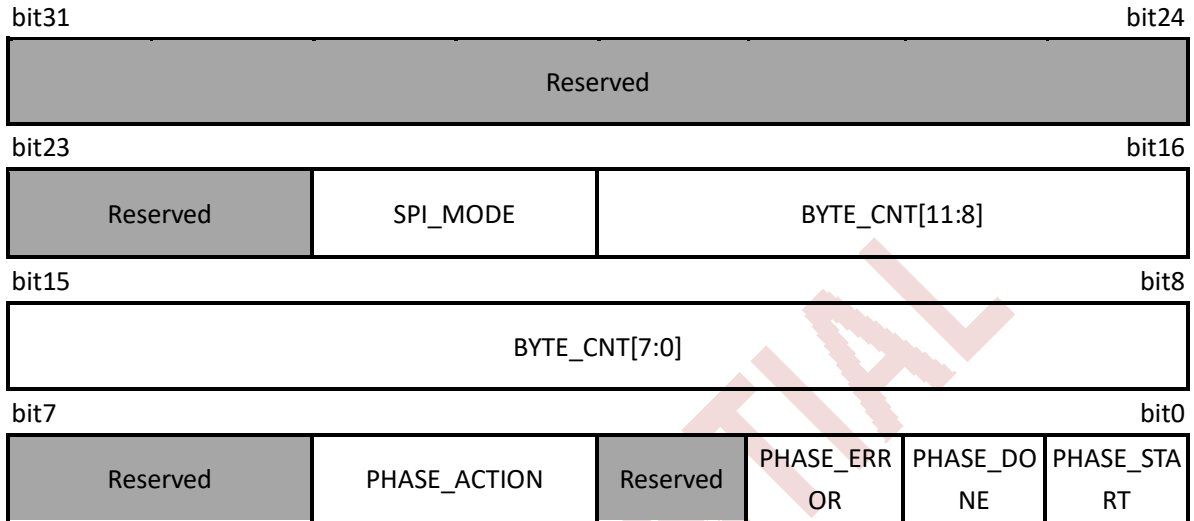 bit31 bit24
Reserved
bit23 bit16
Reserved SPI_MODE BYTE_CNT[11:8]
bit15 bit8
BYTE_CNT[7:0]
bit7 bit0
Reserved PHASE_ACTION Reserved PHASE_ERR PHASE_DO PHASE_STA
OR NE RT
TIAL